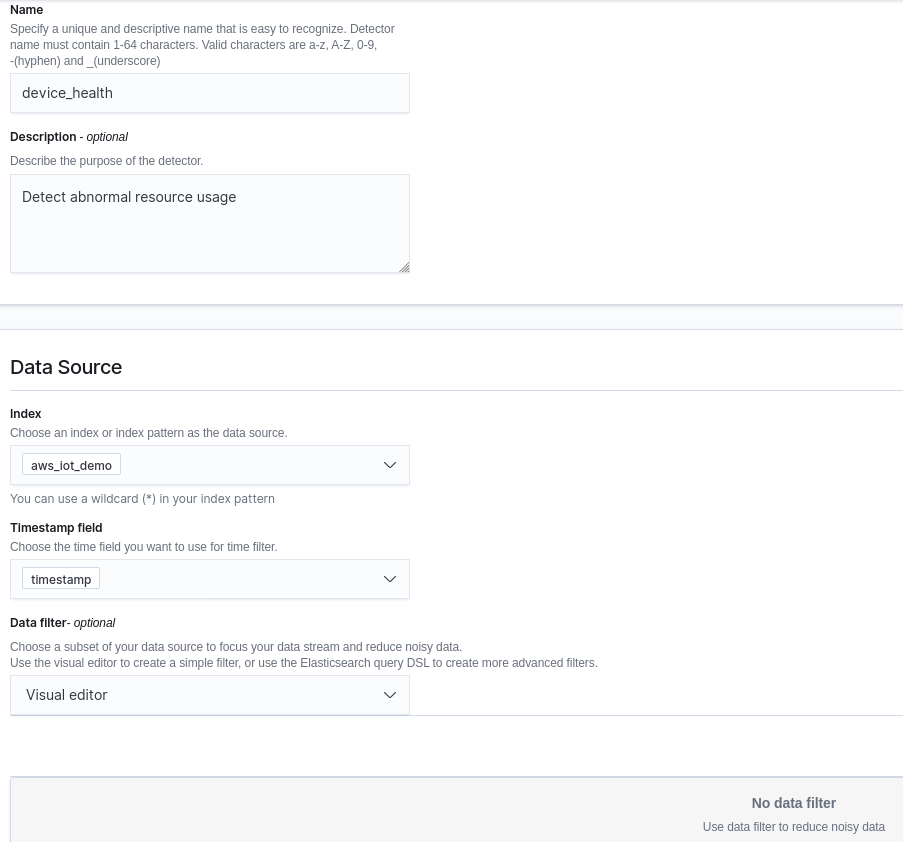 Name
Specify a unique and descriptive name that is easy to recognize. Detector
name must contain 1-64 characters. Valid characters are a-z, A-Z, 0-9,
-(hyphen) and _(underscore)
device_health
Description - optional
Describe the purpose of the detector.
Detect abnormal resource usage
Data Source
Index
Choose an index or index pattern as the data source.
aws_iot_demo
You can use a wildcard (*) in your index pattern
Timestamp field
Choose the time field you want to use for time filter.
timestamp
Data filter- optional
Choose a subset of your data source to focus your data stream and reduce noisy data.
Use the visual editor to create a simple filter, or use the Elasticsearch query DSL to create more advanced filters.
Visual editor
No data filter
Use data filter to reduce noisy data